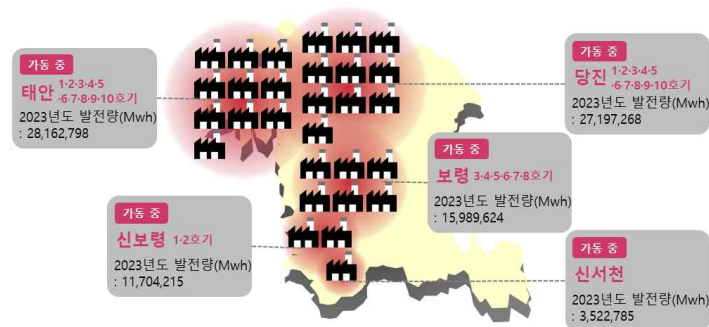 가동 중
태안 1·2·3·4·5
·6·7·8·9·10호기
2023년도 발전량(Mwh)
: 28,162,798
가동 중
당진 1·2·3·4·5
·6·7·8·9·10호기
2023년도 발전량(Mwh)
: 27,197,268
가동 중
보령 3·4·5·6·7·8호기
2023년도 발전량(Mwh)
: 15,989,624
가동 중
신보령 1·2호기
2023년도 발전량(Mwh)
: 11,704,215
가동 중
신서천
2023년도 발전량(Mwh)
: 3,522,785